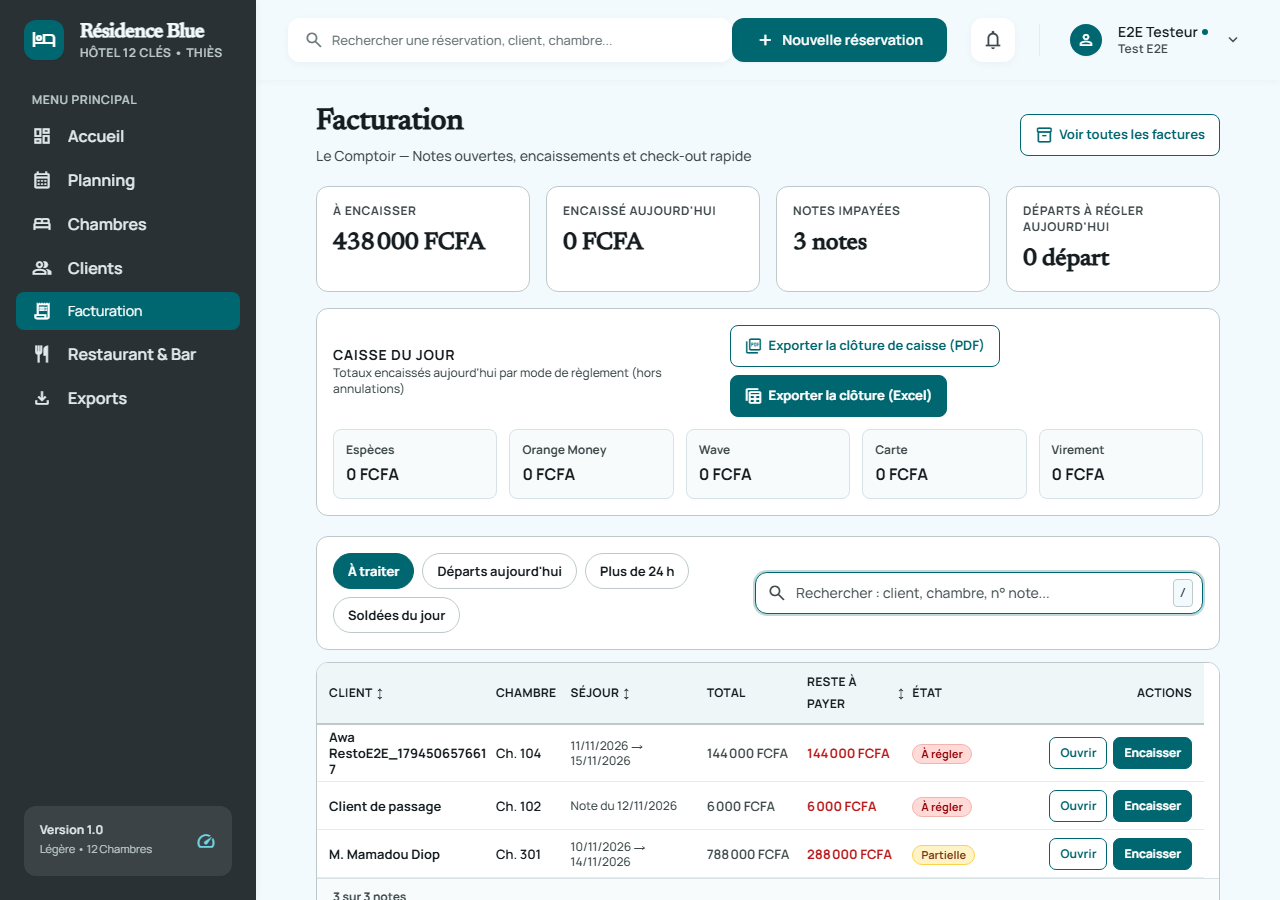 Résidence Blue
HÔTEL 12 CLÉS • THIÈS
MENU PRINCIPAL
Accueil
Planning
Chambres
Clients
Facturation
Restaurant & Bar
Exports
Version 1.0
Légère • 12 Chambres
Rechercher une réservation, client, chambre...
Nouvelle réservation
E2E Testeur
Test E2E
Facturation
Le Comptoir — Notes ouvertes, encaissements et check-out rapide
Voir toutes les factures
À ENCAISSER
438 000 FCFA
ENCAISSÉ AUJOURD'HUI
0 FCFA
NOTES IMPAYÉES
3 notes
DÉPARTS À RÉGLER
AUJOURD'HUI
0 départ
CAISSE DU JOUR
Totaux encaissés aujourd'hui par mode de règlement (hors
annulations)
Exporter la clôture de caisse (PDF)
Exporter la clôture (Excel)
Espèces
0 FCFA
Orange Money
0 FCFA
Wave
0 FCFA
Carte
0 FCFA
Virement
0 FCFA
À traiter
Départs aujourd'hui
Plus de 24 h
Soldées du jour
Rechercher : client, chambre, n° note...
/
CLIENT ↕ CHAMBRE SÉJOUR ↕ TOTAL RESTE À PAYER ↕ ÉTAT ACTIONS
Awa
RestoE2E_179450657661
7
Ch. 104
11/11/2026 →
15/11/2026
144 000 FCFA
144 000 FCFA
À régler
Ouvrir
Encaisser
Client de passage
Ch. 102
Note du 12/11/2026
6 000 FCFA
6 000 FCFA
À régler
Ouvrir
Encaisser
M. Mamadou Diop
Ch. 301
10/11/2026 →
14/11/2026
788 000 FCFA
288 000 FCFA
Partielle
Ouvrir
Encaisser
3 sur 3 notes